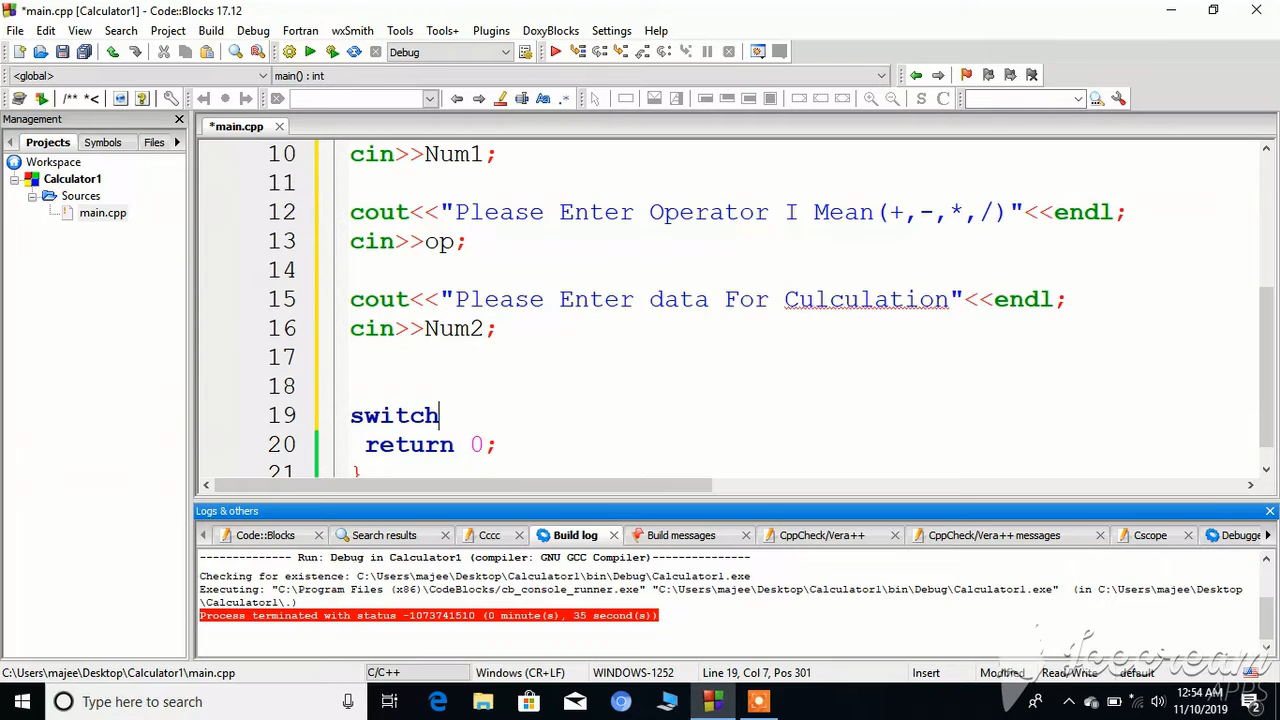 *main.cpp [Calculator1] - Code::Blocks 17.12
File Edit View Search Project Build Debug Fortran wxSmith Tools Tools+ Plugins DoxyBlocks Settings Help
Debug
<global> main() : int
/** *< Aa .* S C
Management
*main.cpp
Projects Symbols Files
Workspace
Calculator1
Sources
main.cpp
10 cin>>Num1;
11
12 cout<<"Please Enter Operator I Mean(+,-,*,/)"<<endl;
13 cin>>op;
14
15 cout<<"Please Enter data For Culculation"<<endl;
16 cin>>Num2;
17
18
19 switch
20 return 0;
21 }
Logs & others
Code::Blocks Search results Cccc Build log Build messages CppCheck/Vera++ CppCheck/Vera++ messages Cscope Debugge
-------------- Run: Debug in Calculator1 (compiler: GNU GCC Compiler)---------------
Checking for existence: C:\Users\majee\Desktop\Calculator1\bin\Debug\Calculator1.exe
Executing: "C:\Program Files (x86)\CodeBlocks/cb_console_runner.exe" "C:\Users\majee\Desktop\Calculator1\bin\Debug\Calculator1.exe"  (in C:\Users\majee\Desktop
\Calculator1\.)
Process terminated with status -1073741510 (0 minute(s), 35 second(s))
C:\Users\majee\Desktop\Calculator1\main.cpp C/C++ Windows (CR+LF) WINDOWS-1252 Line 19, Col 7, Pos 301 Insert Modified Read/Write default
Icecream
APPS
Type here to search
12:54 AM
11/10/2019
2